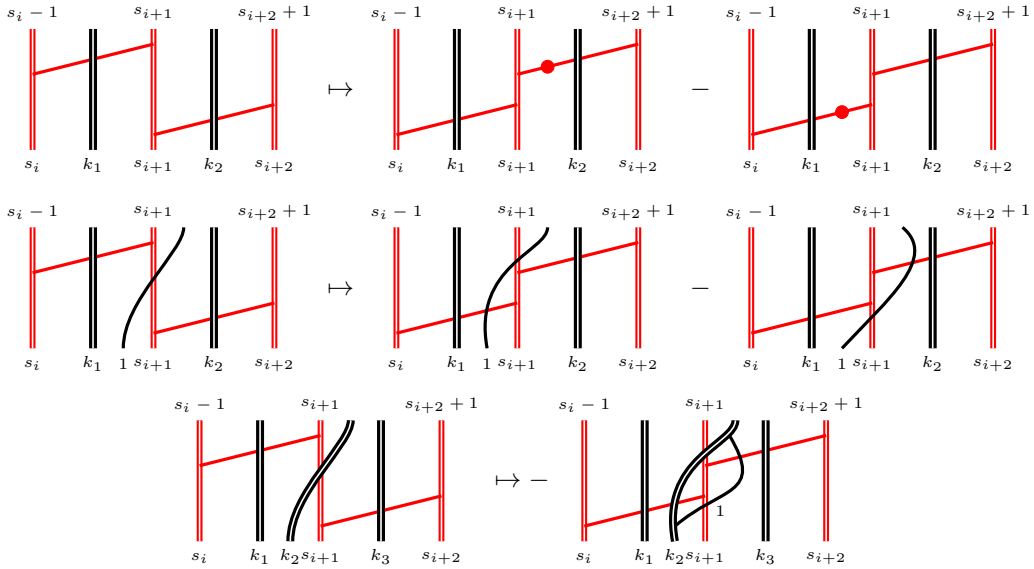 s_i − 1 s_{i+1} s_{i+2} + 1 s_i − 1 s_{i+1} s_{i+2} + 1 s_i − 1 s_{i+1} s_{i+2} + 1
↦ −
s_i k_1 s_{i+1} k_2 s_{i+2} s_i k_1 s_{i+1} k_2 s_{i+2} s_i k_1 s_{i+1} k_2 s_{i+2}
s_i − 1 s_{i+1} s_{i+2} + 1 s_i − 1 s_{i+1} s_{i+2} + 1 s_i − 1 s_{i+1} s_{i+2} + 1
↦ −
s_i k_1 1 s_{i+1} k_2 s_{i+2} s_i k_1 1 s_{i+1} k_2 s_{i+2} s_i k_1 1 s_{i+1} k_2 s_{i+2}
s_i − 1 s_{i+1} s_{i+2} + 1 s_i − 1 s_{i+1} s_{i+2} + 1
↦ −
1
s_i k_1 k_2 s_{i+1} k_3 s_{i+2} s_i k_1 k_2 s_{i+1} k_3 s_{i+2}